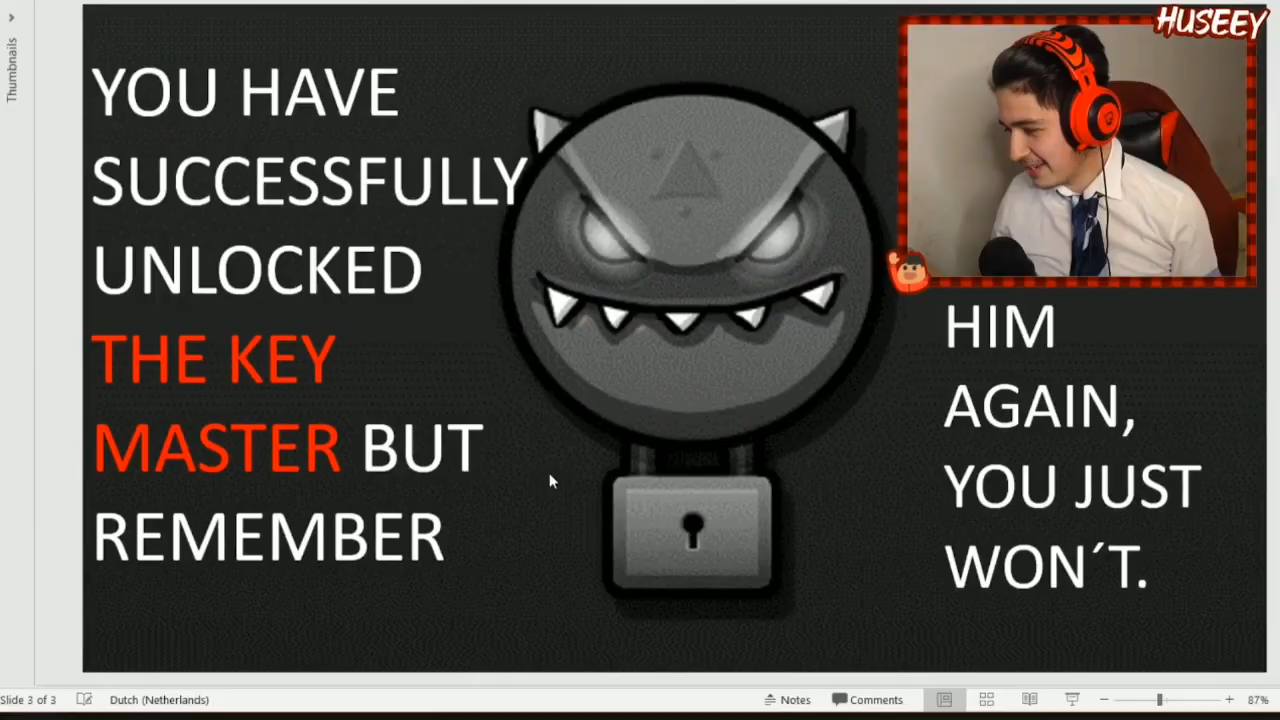 HUSEEY
Thumbnails
YOU HAVE
SUCCESSFULLY
UNLOCKED
THE KEY
MASTER BUT
REMEMBER
HIM
AGAIN,
YOU JUST
WON´T.
Slide 3 of 3
Dutch (Netherlands)
Notes
Comments
87%